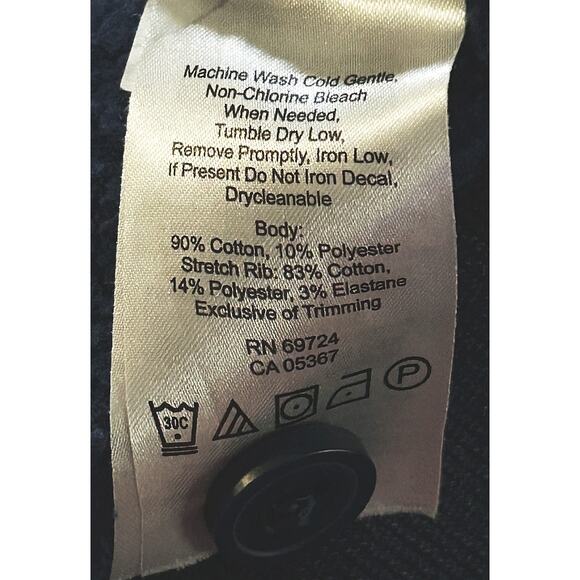 Machine Wash Cold Gentle,
Non-Chlorine Bleach
When Needed,
Tumble Dry Low,
Remove Promptly, Iron Low,
If Present Do Not Iron Decal,
Drycleanable
Body:
90% Cotton, 10% Polyester
Stretch Rib: 83% Cotton,
14% Polyester, 3% Elastane
Exclusive of Trimming
RN 69724
CA 05367
30C
P